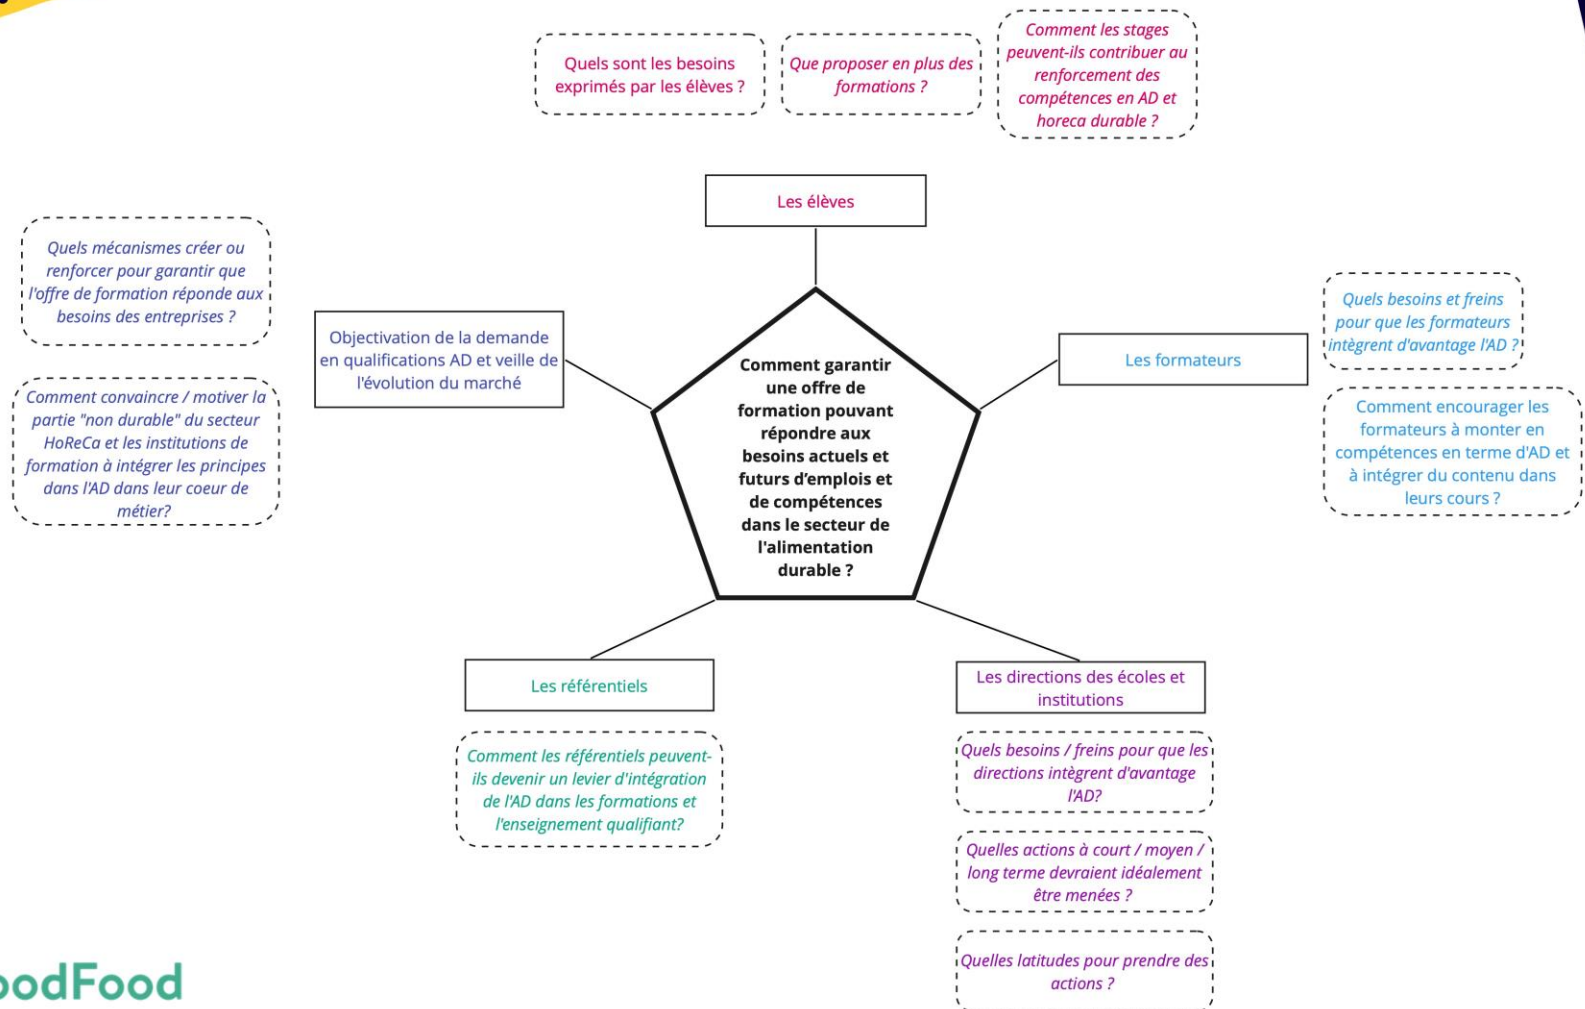 Quels sont les besoins
exprimés par les élèves ?
Que proposer en plus des
formations ?
Comment les stages
peuvent-ils contribuer au
renforcement des
compétences en AD et
horeca durable ?
Les élèves
Quels mécanismes créer ou
renforcer pour garantir que
l'offre de formation réponde aux
besoins des entreprises ?
Comment convaincre / motiver la
partie "non durable" du secteur
HoReCa et les institutions de
formation à intégrer les principes
dans l'AD dans leur coeur de
métier?
Objectivation de la demande
en qualifications AD et veille de
l'évolution du marché
Comment garantir
une offre de
formation pouvant
répondre aux
besoins actuels et
futurs d’emplois et
de compétences
dans le secteur de
l'alimentation
durable ?
Les formateurs
Quels besoins et freins
pour que les formateurs
intègrent d'avantage l'AD ?
Comment encourager les
formateurs à monter en
compétences en terme d'AD et
à intégrer du contenu dans
leurs cours ?
Les référentiels
Comment les référentiels peuvent-
ils devenir un levier d'intégration
de l'AD dans les formations et
l'enseignement qualifiant?
Les directions des écoles et
institutions
Quels besoins / freins pour que les
directions intègrent d'avantage
l'AD?
Quelles actions à court / moyen /
long terme devraient idéalement
être menées ?
Quelles latitudes pour prendre des
actions ?
oodFood